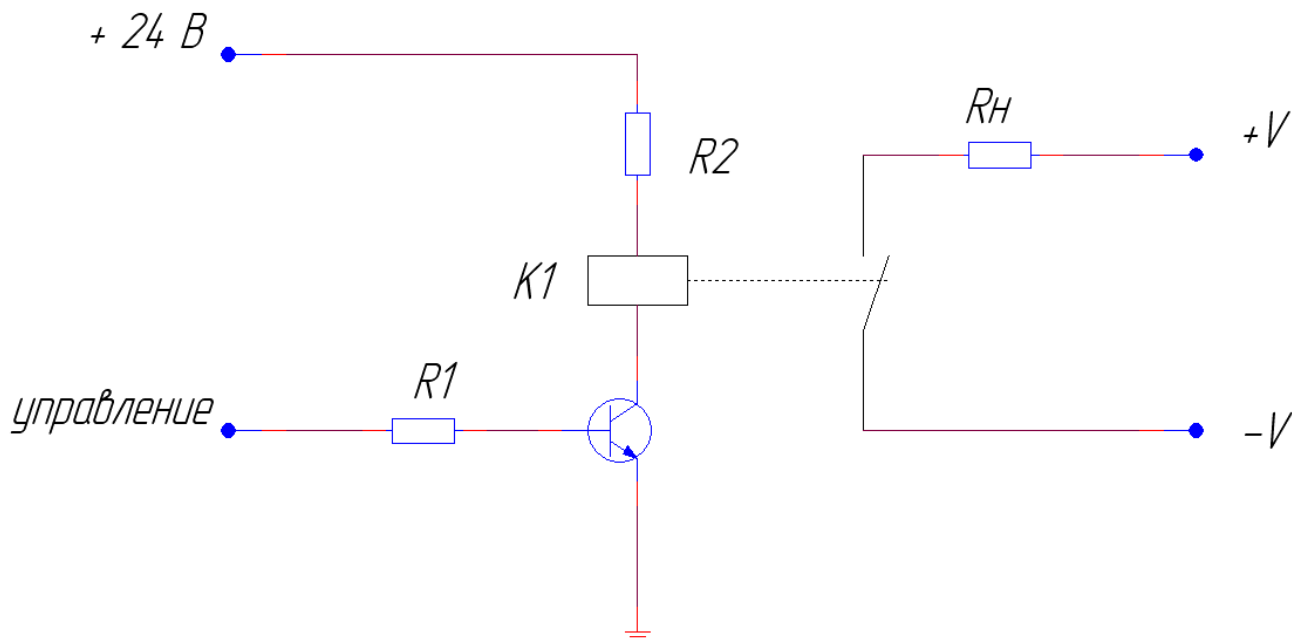 + 24 В
Rн
+V
R2
K1
R1
управление
-V